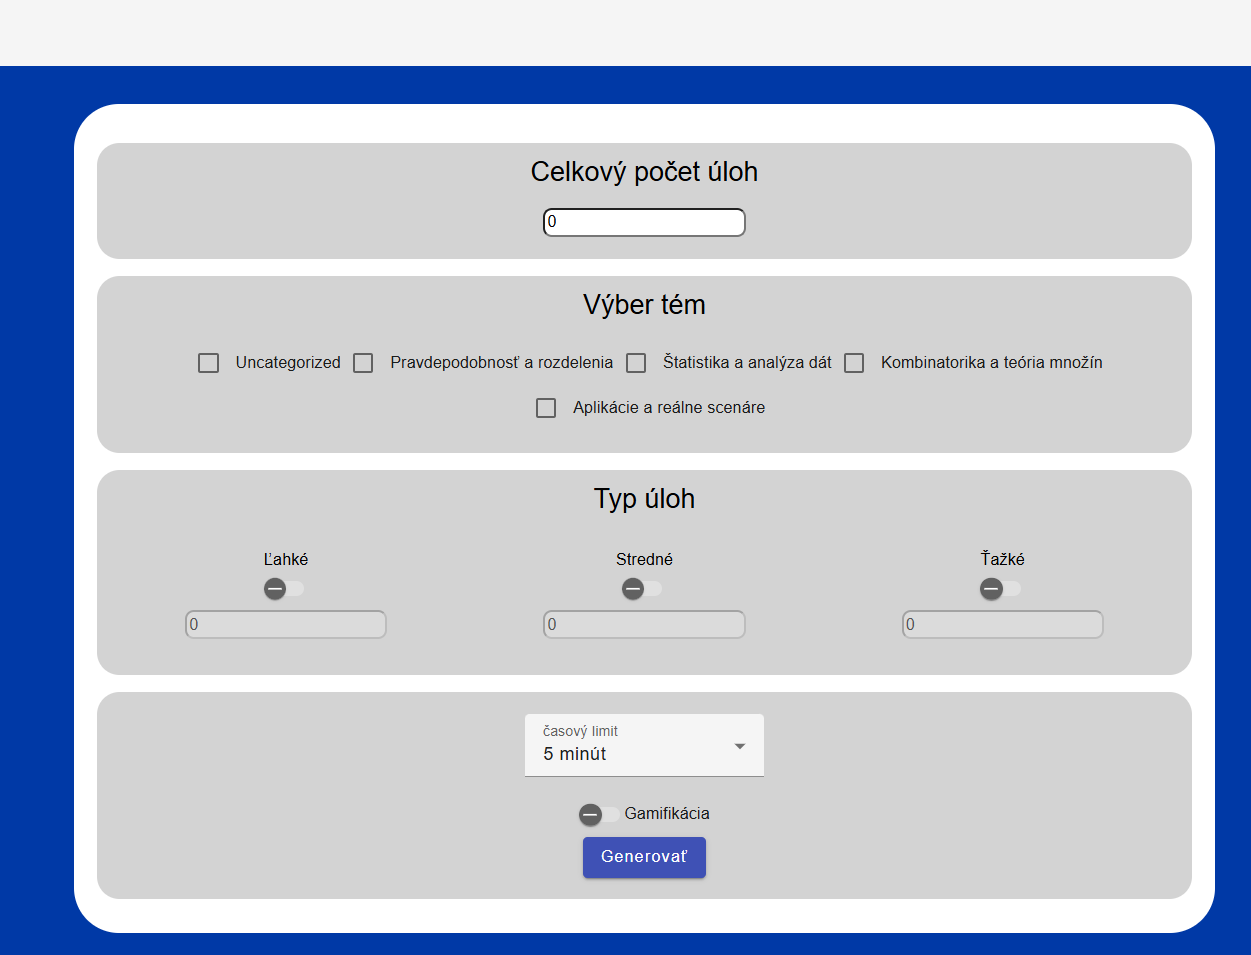 Celkový počet úloh
0
Výber tém
Uncategorized Pravdepodobnosť a rozdelenia Štatistika a analýza dát Kombinatorika a teória množín
Aplikácie a reálne scenáre
Typ úloh
Ľahké Stredné Ťažké
0 0 0
časový limit
5 minút
Gamifikácia
Generovať